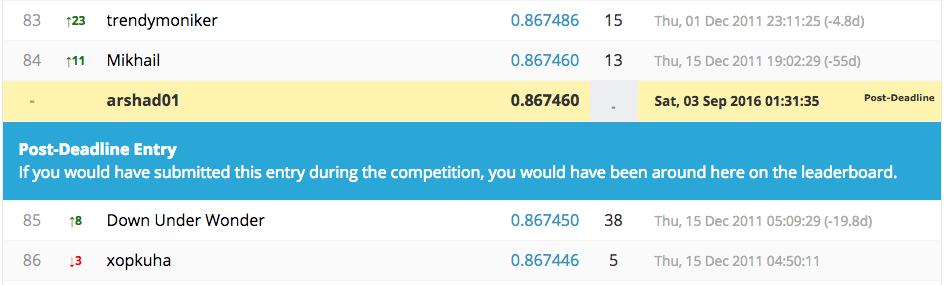 83 ↑23 trendymoniker 0.867486 15 Thu, 01 Dec 2011 23:11:25 (-4.8d)
84 ↑11 Mikhail 0.867460 13 Thu, 15 Dec 2011 19:02:29 (-55d)
- arshad01 0.867460 - Sat, 03 Sep 2016 01:31:35 Post-Deadline
Post-Deadline Entry
If you would have submitted this entry during the competition, you would have been around here on the leaderboard.
85 ↑8 Down Under Wonder 0.867450 38 Thu, 15 Dec 2011 05:09:29 (-19.8d)
86 ↓3 xopkuha 0.867446 5 Thu, 15 Dec 2011 04:50:11